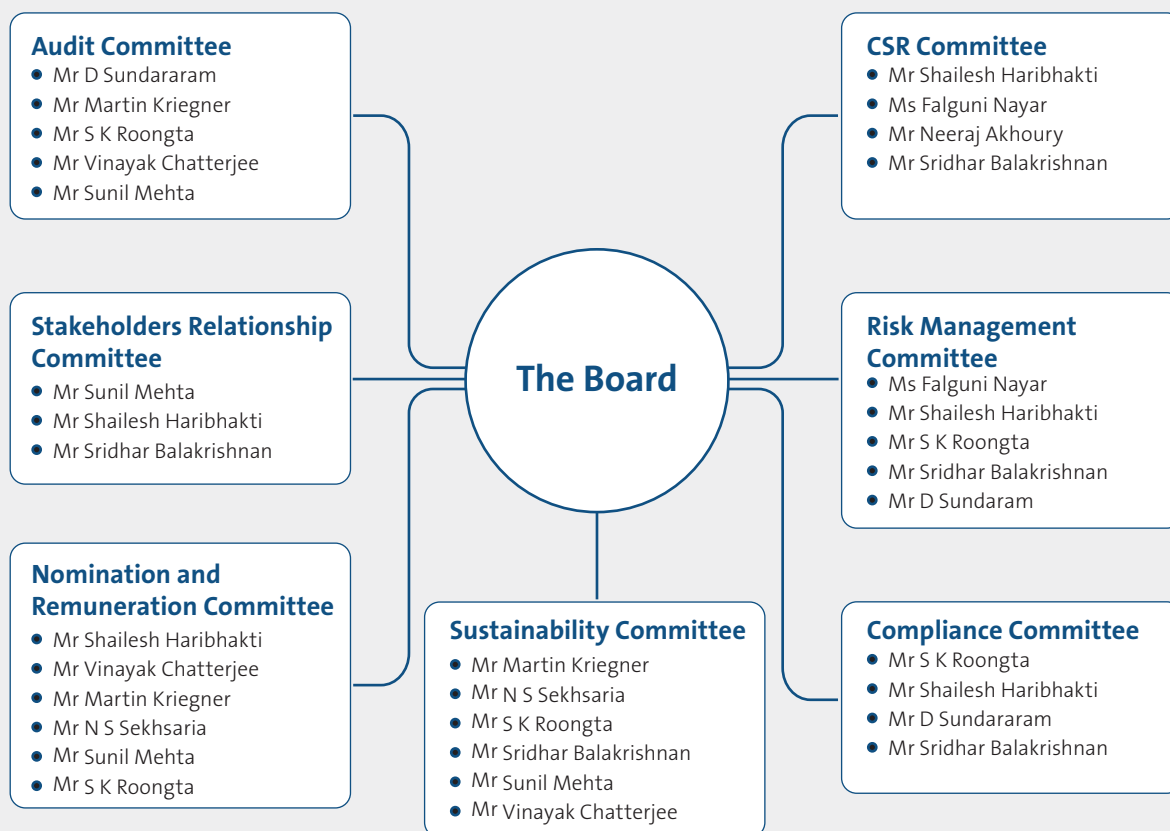 Audit Committee
Mr D Sundararam
Mr Martin Kriegner
Mr S K Roongta
Mr Vinayak Chatterjee
Mr Sunil Mehta
Stakeholders Relationship
Committee
Mr Sunil Mehta
Mr Shailesh Haribhakti
Mr Sridhar Balakrishnan
Nomination and
Remuneration Committee
Mr Shailesh Haribhakti
Mr Vinayak Chatterjee
Mr Martin Kriegner
Mr N S Sekhsaria
Mr Sunil Mehta
Mr S K Roongta
The Board
Sustainability Committee
Mr Martin Kriegner
Mr N S Sekhsaria
Mr S K Roongta
Mr Sridhar Balakrishnan
Mr Sunil Mehta
Mr Vinayak Chatterjee
CSR Committee
Mr Shailesh Haribhakti
Ms Falguni Nayar
Mr Neeraj Akhoury
Mr Sridhar Balakrishnan
Risk Management
Committee
Ms Falguni Nayar
Mr Shailesh Haribhakti
Mr S K Roongta
Mr Sridhar Balakrishnan
Mr D Sundaram
Compliance Committee
Mr S K Roongta
Mr Shailesh Haribhakti
Mr D Sundararam
Mr Sridhar Balakrishnan